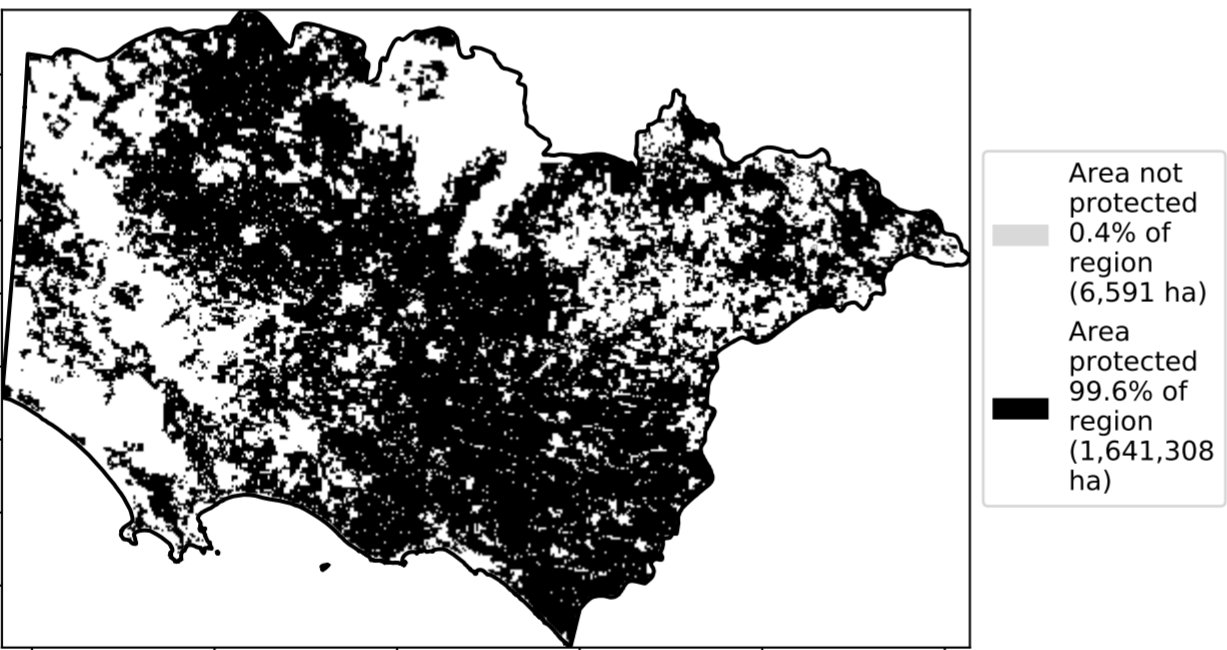 Area not
protected
0.4% of
region
(6,591 ha)
Area
protected
99.6% of
region
(1,641,308
ha)